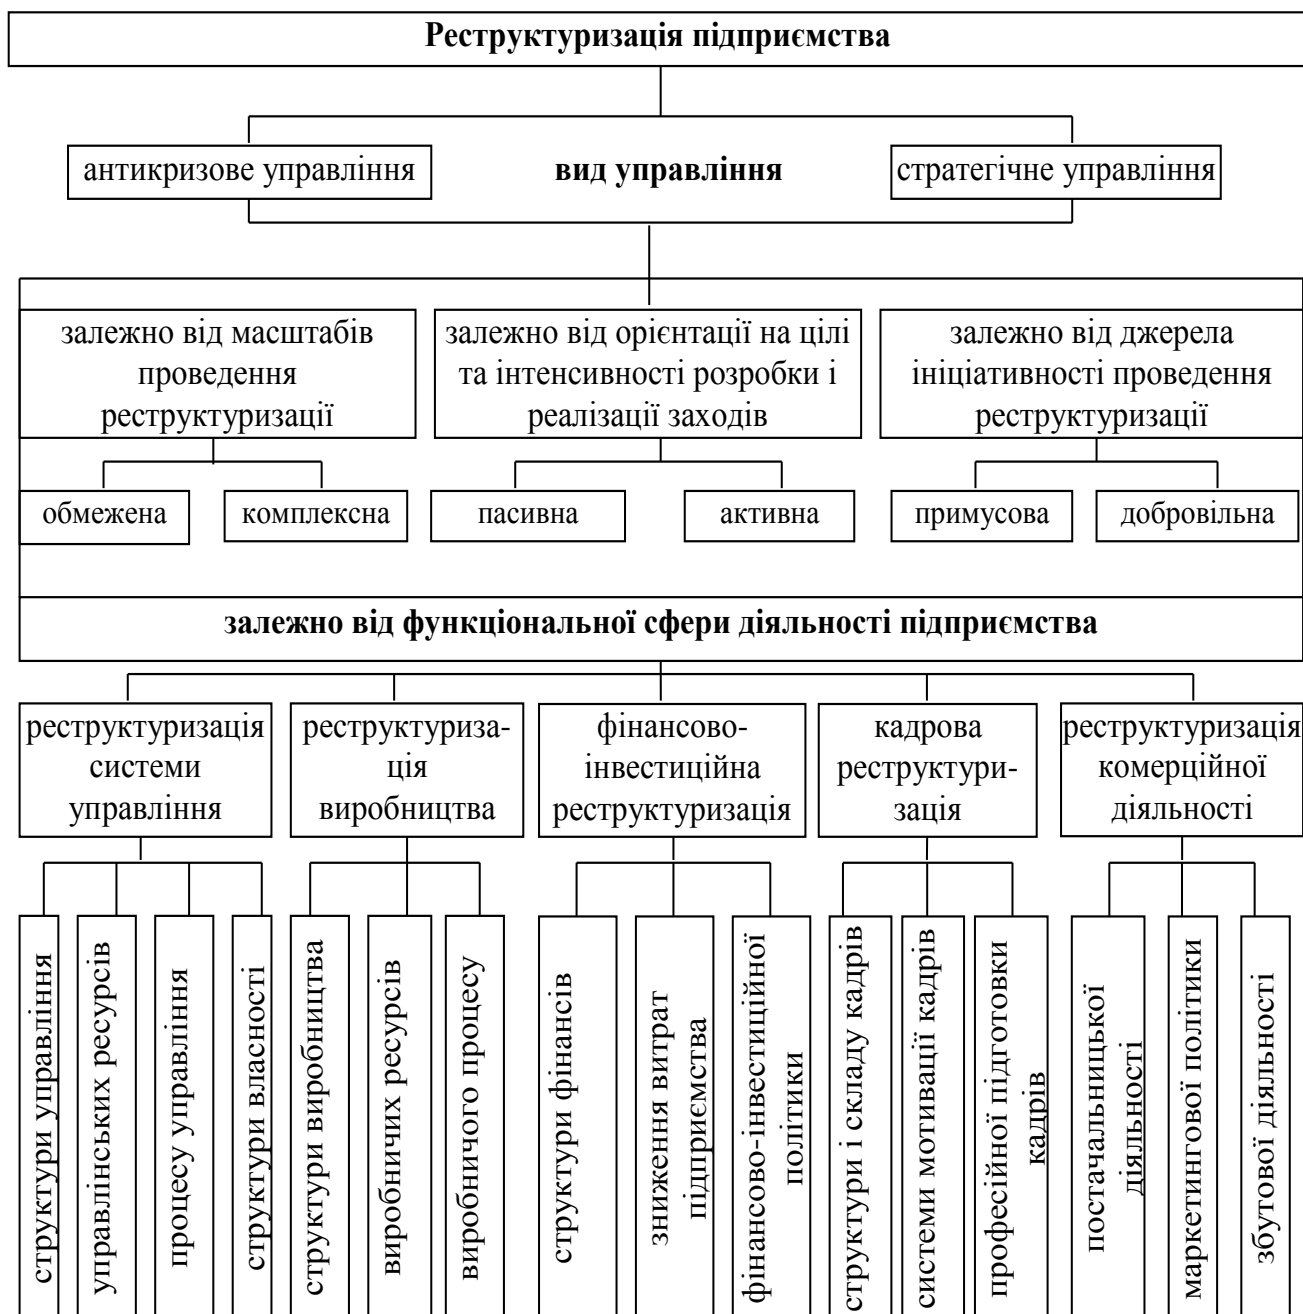 Реструктуризація підприємства
антикризове управління
вид управління
стратегічне управління
залежно від масштабів
проведення
реструктуризації
залежно від орієнтації на цілі
та інтенсивності розробки і
реалізації заходів
залежно від джерела
ініціативності проведення
реструктуризації
обмежена
комплексна
пасивна
активна
примусова
добровільна
залежно від функціональної сфери діяльності підприємства
реструктуризація
системи
управління
реструктуриза-
ція
виробництва
фінансово-
інвестиційна
реструктуризація
кадрова
реструктури-
зація
реструктуризація
комерційної
діяльності
структури управління
управлінських ресурсів
процесу управління
структури власності
структури виробництва
виробничих ресурсів
виробничого процесу
структури фінансів
зниження витрат
підприємства
фінансово-інвестиційної
політики
структури і складу кадрів
системи мотивації кадрів
професійної підготовки
кадрів
постачальницької
діяльності
маркетингової політики
збутової діяльності